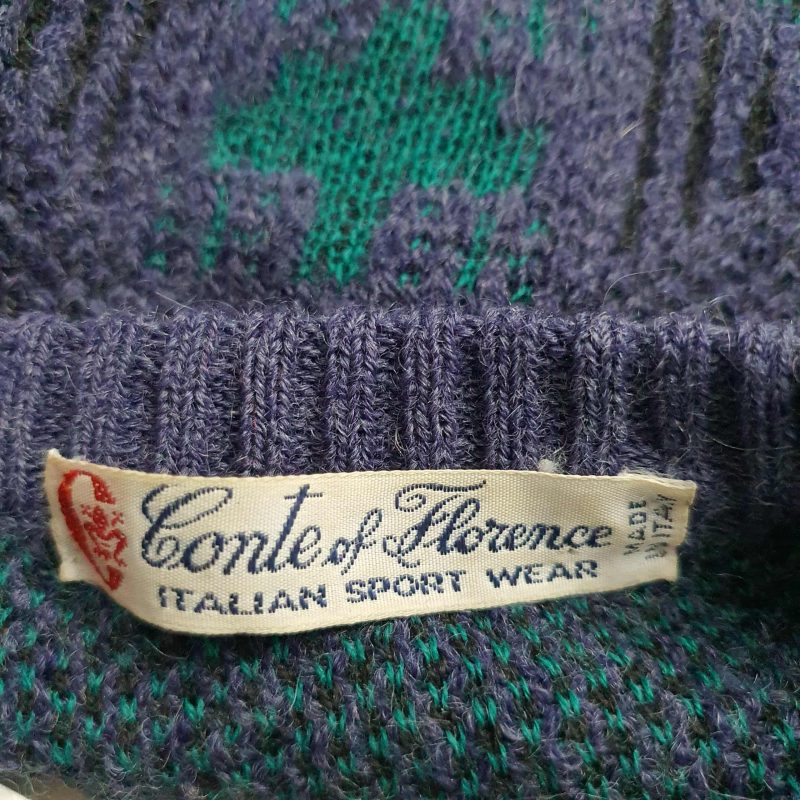 Conte of Florence
ITALIAN SPORT WEAR
MADE
IN ITALY